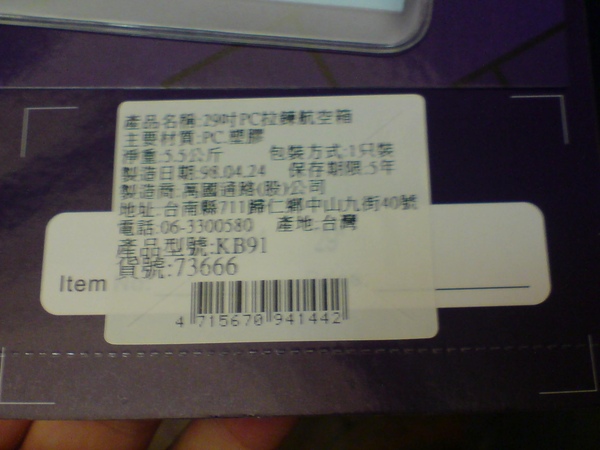 產品名稱:29吋PC拉鍊航空箱
主要材質:PC.塑膠
淨重:5.5公斤 包裝方式:1只裝
製造日期:98.04.24 保存期限:5年
製造商:萬國通路(股)公司
地址:台南縣711歸仁鄉中山九街40號
電話:06-3300580 產地:台灣
產品型號:KB91
貨號:73666
Item No.
4 715670 941442